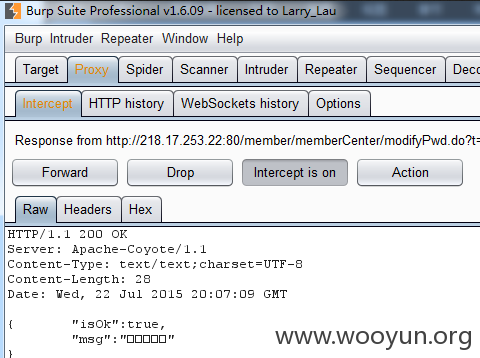 Burp Suite Professional v1.6.09 - licensed to Larry_Lau
Burp Intruder Repeater Window Help
Target Proxy Spider Scanner Intruder Repeater Sequencer Deco
Intercept HTTP history WebSockets history Options
Response from http://218.17.253.22:80/member/memberCenter/modifyPwd.do?t=
Forward Drop Intercept is on Action
Raw Headers Hex
HTTP/1.1 200 OK
Server: Apache-Coyote/1.1
Content-Type: text/text;charset=UTF-8
Content-Length: 28
Date: Wed, 22 Jul 2015 20:07:09 GMT
{ "isOk":true,
"msg":"□□□□□"
}
www.wooyun.org